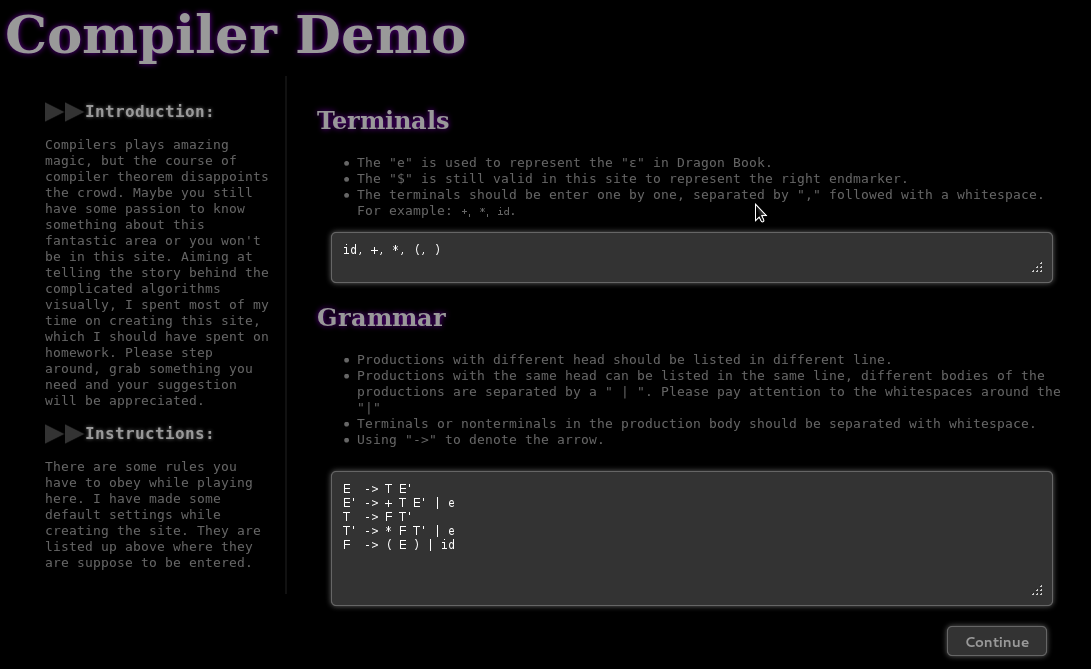 Compiler Demo
Introduction:
Compilers plays amazing
magic, but the course of
compiler theorem disappoints
the crowd. Maybe you still
have some passion to know
something about this
fantastic area or you won't
be in this site. Aiming at
telling the story behind the
complicated algorithms
visually, I spent most of my
time on creating this site,
which I should have spent on
homework. Please step
around, grab something you
need and your suggestion
will be appreciated.
Instructions:
There are some rules you
have to obey while playing
here. I have made some
default settings while
creating the site. They are
listed up above where they
are suppose to be entered.
Terminals
• The "e" is used to represent the "ε" in Dragon Book.
• The "$" is still valid in this site to represent the right endmarker.
• The terminals should be enter one by one, separated by "," followed with a whitespace.
For example: +, *, id.
id, +, *, (, )
Grammar
• Productions with different head should be listed in different line.
• Productions with the same head can be listed in the same line, different bodies of the
productions are separated by a " | ". Please pay attention to the whitespaces around the
"|"
• Terminals or nonterminals in the production body should be separated with whitespace.
• Using "->" to denote the arrow.
E -> T E'
E' -> + T E' | e
T -> F T'
T' -> * F T' | e
F -> ( E ) | id
Continue